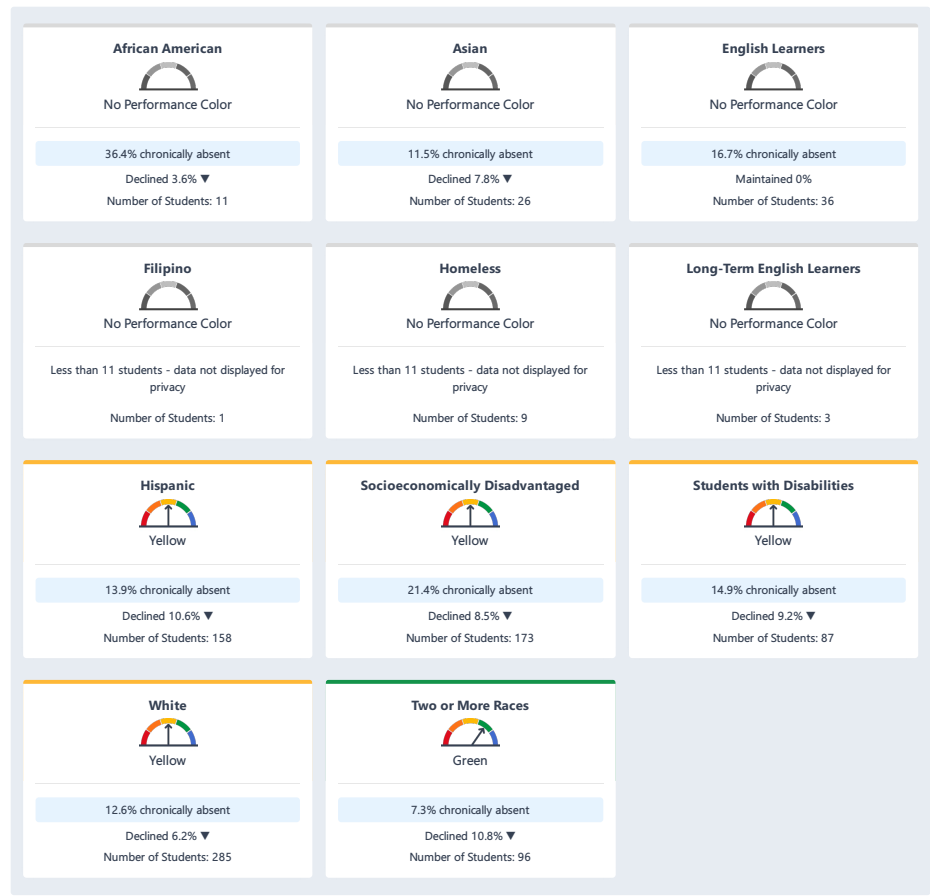 African American
No Performance Color
36.4% chronically absent
Declined 3.6% ▼
Number of Students: 11
Asian
No Performance Color
11.5% chronically absent
Declined 7.8% ▼
Number of Students: 26
English Learners
No Performance Color
16.7% chronically absent
Maintained 0%
Number of Students: 36
Filipino
No Performance Color
Less than 11 students - data not displayed for
privacy
Number of Students: 1
Homeless
No Performance Color
Less than 11 students - data not displayed for
privacy
Number of Students: 9
Long-Term English Learners
No Performance Color
Less than 11 students - data not displayed for
privacy
Number of Students: 3
Hispanic
Yellow
13.9% chronically absent
Declined 10.6% ▼
Number of Students: 158
Socioeconomically Disadvantaged
Yellow
21.4% chronically absent
Declined 8.5% ▼
Number of Students: 173
Students with Disabilities
Yellow
14.9% chronically absent
Declined 9.2% ▼
Number of Students: 87
White
Yellow
12.6% chronically absent
Declined 6.2% ▼
Number of Students: 285
Two or More Races
Green
7.3% chronically absent
Declined 10.8% ▼
Number of Students: 96